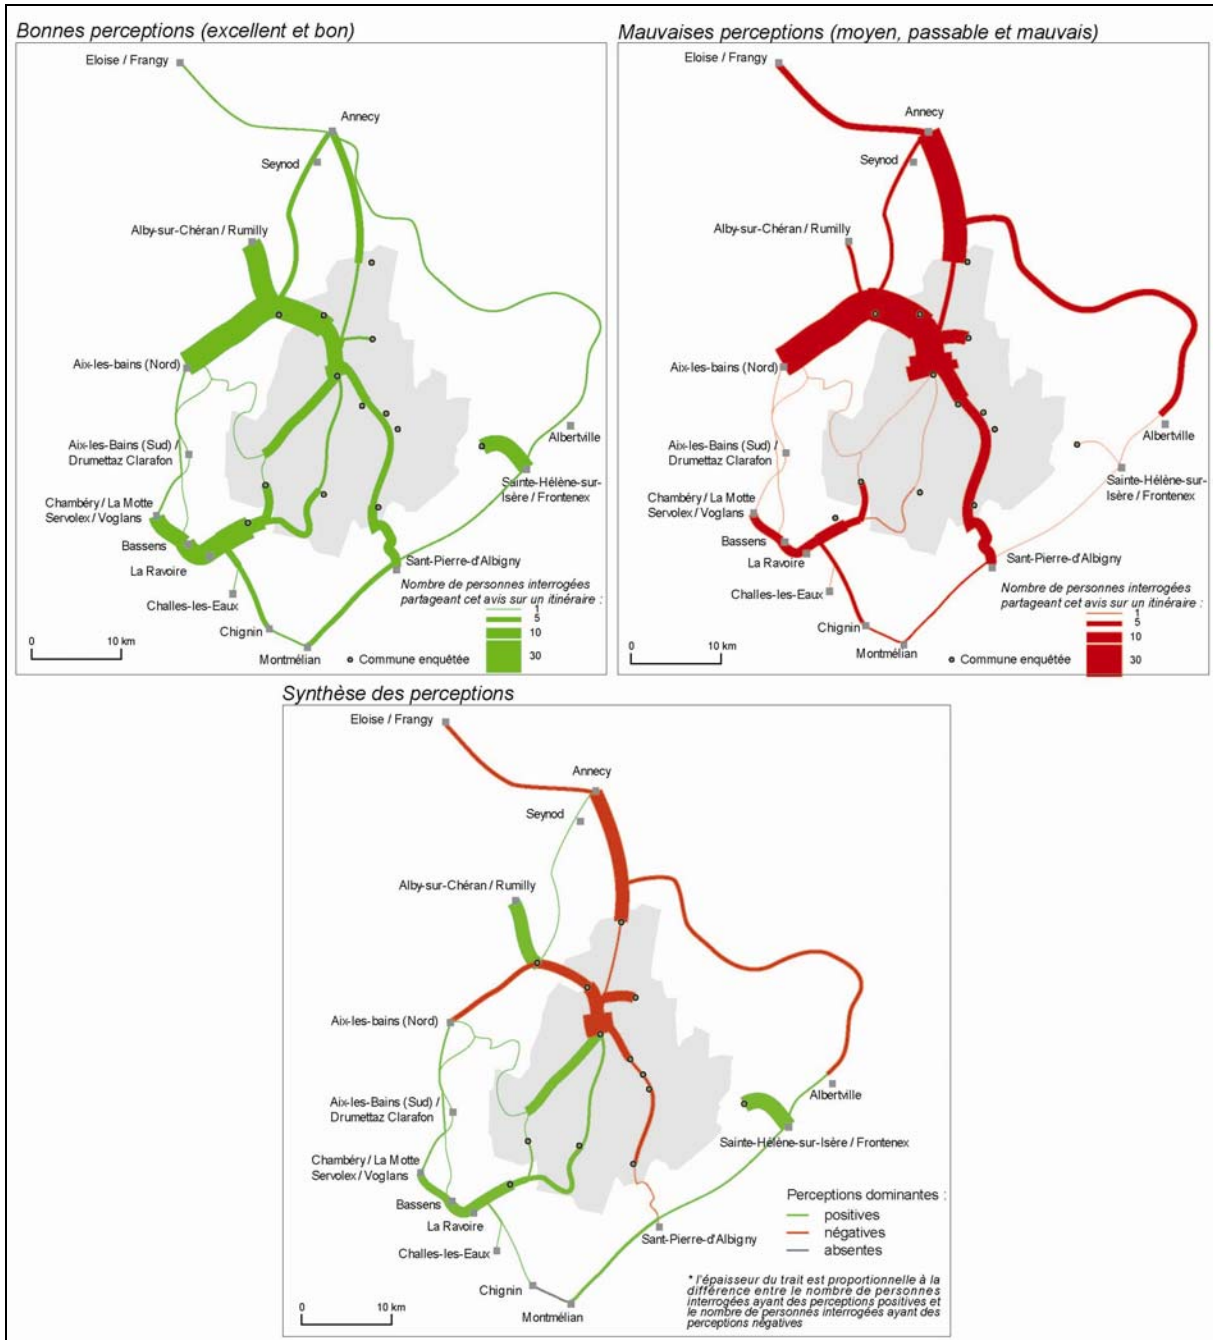 Bonnes perceptions (excellent et bon)
Eloise / Frangy
Annecy
Seynod
Alby-sur-Chéran / Rumilly
Aix-les-bains (Nord)
Aix-les-Bains (Sud) /
Drumettaz Clarafon
Albertville
Sainte-Hélène-sur-
Isère / Frontenex
Chambéry / La Motte
Servolex / Voglans
Bassens
La Ravoire
Sant-Pierre-d'Albigny
Challes-les-Eaux
Chignin
Montmélian
Nombre de personnes interrogées
partageant cet avis sur un itinéraire :
1
5
10
30
0 10 km
Commune enquêtée
Mauvaises perceptions (moyen, passable et mauvais)
Eloise / Frangy
Annecy
Seynod
Alby-sur-Chéran / Rumilly
Aix-les-bains (Nord)
Aix-les-Bains (Sud) /
Drumettaz Clarafon
Albertville
Sainte-Hélène-sur-
Isère / Frontenex
Chambéry / La Motte
Servolex / Voglans
Bassens
La Ravoire
Sant-Pierre-d'Albigny
Challes-les-Eaux
Chignin
Montmélian
Nombre de personnes interrogées
partageant cet avis sur un itinéraire :
1
5
10
30
0 10 km
Commune enquêtée
Synthèse des perceptions
Eloise / Frangy
Annecy
Seynod
Alby-sur-Chéran / Rumilly
Aix-les-bains (Nord)
Aix-les-Bains (Sud) /
Drumettaz Clarafon
Albertville
Sainte-Hélène-sur-Isère / Frontenex
Chambéry / La Motte
Servolex / Voglans
Bassens
La Ravoire
Sant-Pierre-d'Albigny
Challes-les-Eaux
Chignin
Montmélian
0 10 km
Perceptions dominantes :
positives
négatives
absentes
* l'épaisseur du trait est proportionnelle à la
différence entre le nombre de personnes
interrogées ayant des perceptions positives et
le nombre de personnes interrogées ayant des
perceptions négatives